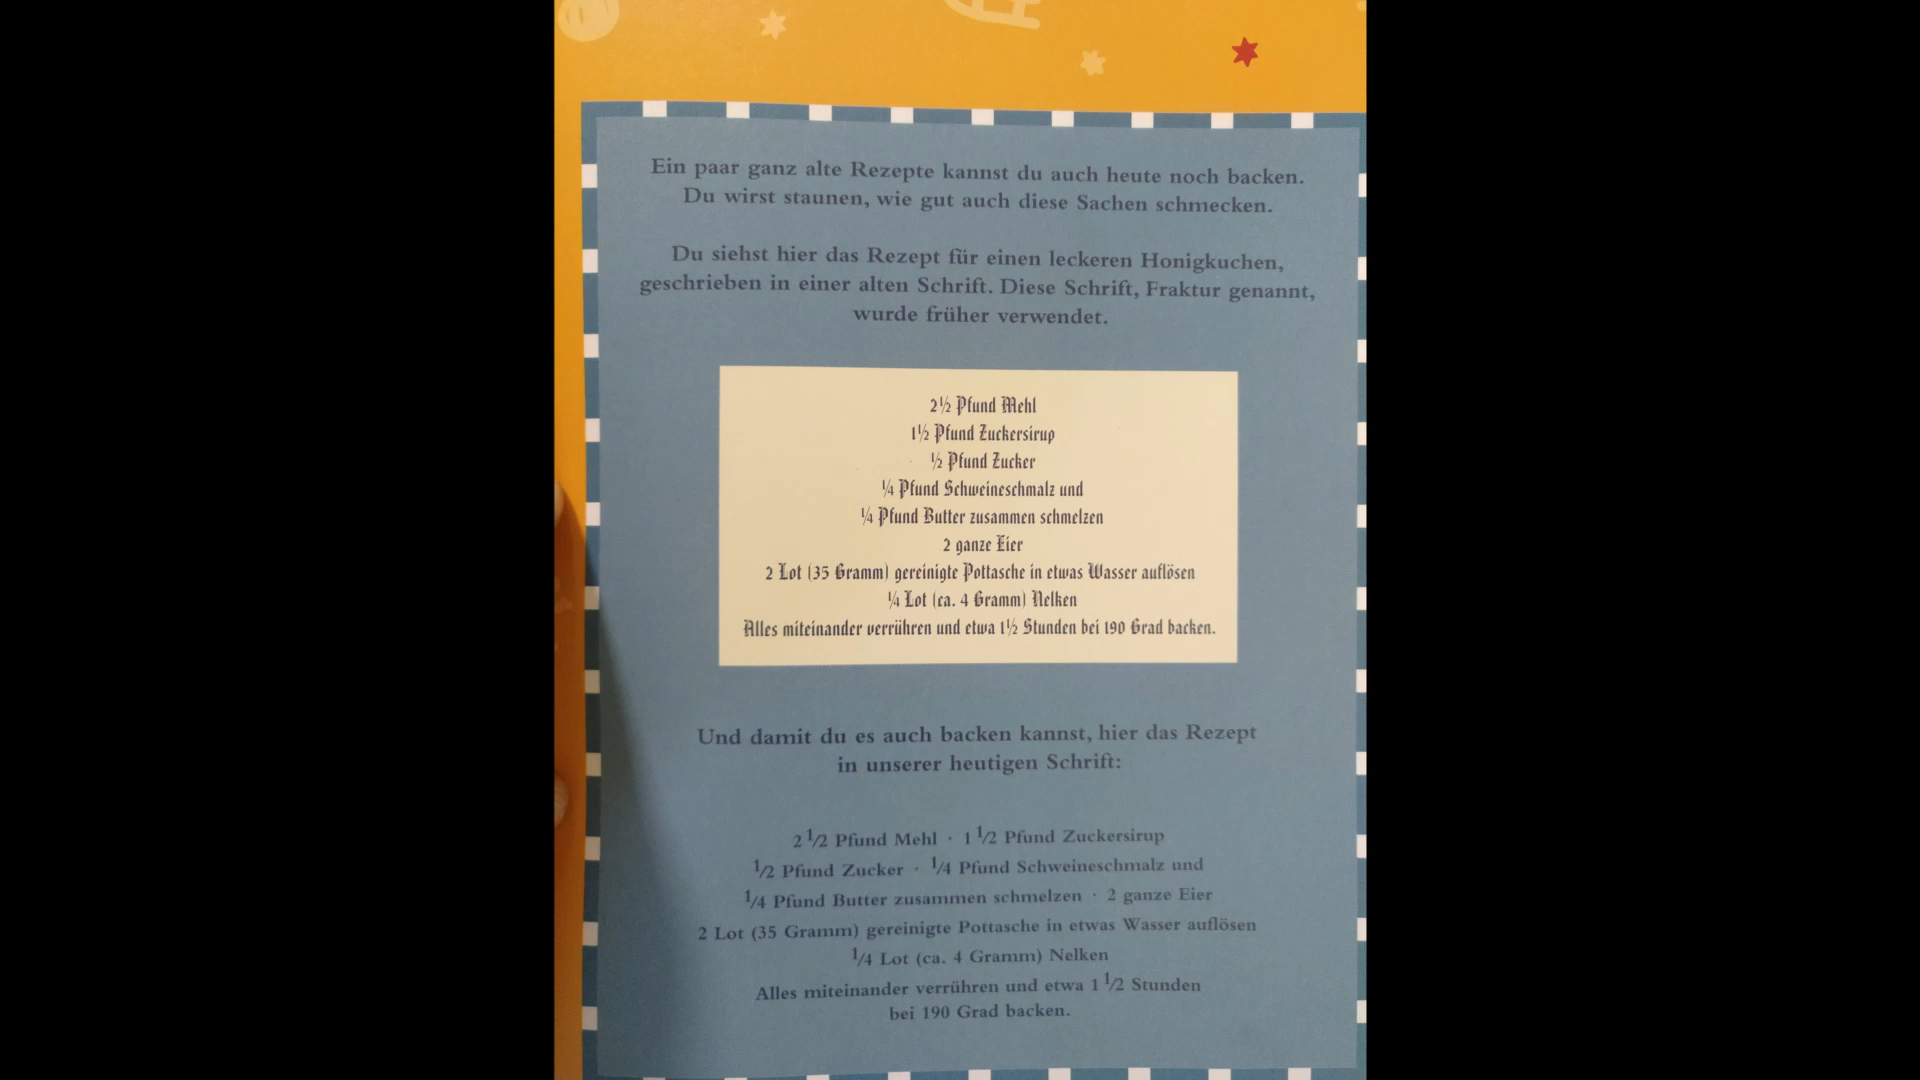 Ein paar ganz alte Rezepte kannst du auch heute noch backen.
Du wirst staunen, wie gut auch diese Sachen schmecken.
Du siehst hier das Rezept für einen leckeren Honigkuchen,
geschrieben in einer alten Schrift. Diese Schrift, Fraktur genannt,
wurde früher verwendet.
2½ Pfund Mehl
1½ Pfund Zuckersirup
½ Pfund Zucker
¼ Pfund Schweineschmalz und
¼ Pfund Butter zusammen schmelzen
2 ganze Eier
2 Lot (35 Gramm) gereinigte Pottasche in etwas Wasser auflösen
¼ Lot (ca. 4 Gramm) Nelken
Alles miteinander verrühren und etwa 1½ Stunden bei 190 Grad backen.
Und damit du es auch backen kannst, hier das Rezept
in unserer heutigen Schrift:
2 1/2 Pfund Mehl · 1 1/2 Pfund Zuckersirup
1/2 Pfund Zucker · 1/4 Pfund Schweineschmalz und
1/4 Pfund Butter zusammen schmelzen · 2 ganze Eier
2 Lot (35 Gramm) gereinigte Pottasche in etwas Wasser auflösen
1/4 Lot (ca. 4 Gramm) Nelken
Alles miteinander verrühren und etwa 1 1/2 Stunden
bei 190 Grad backen.